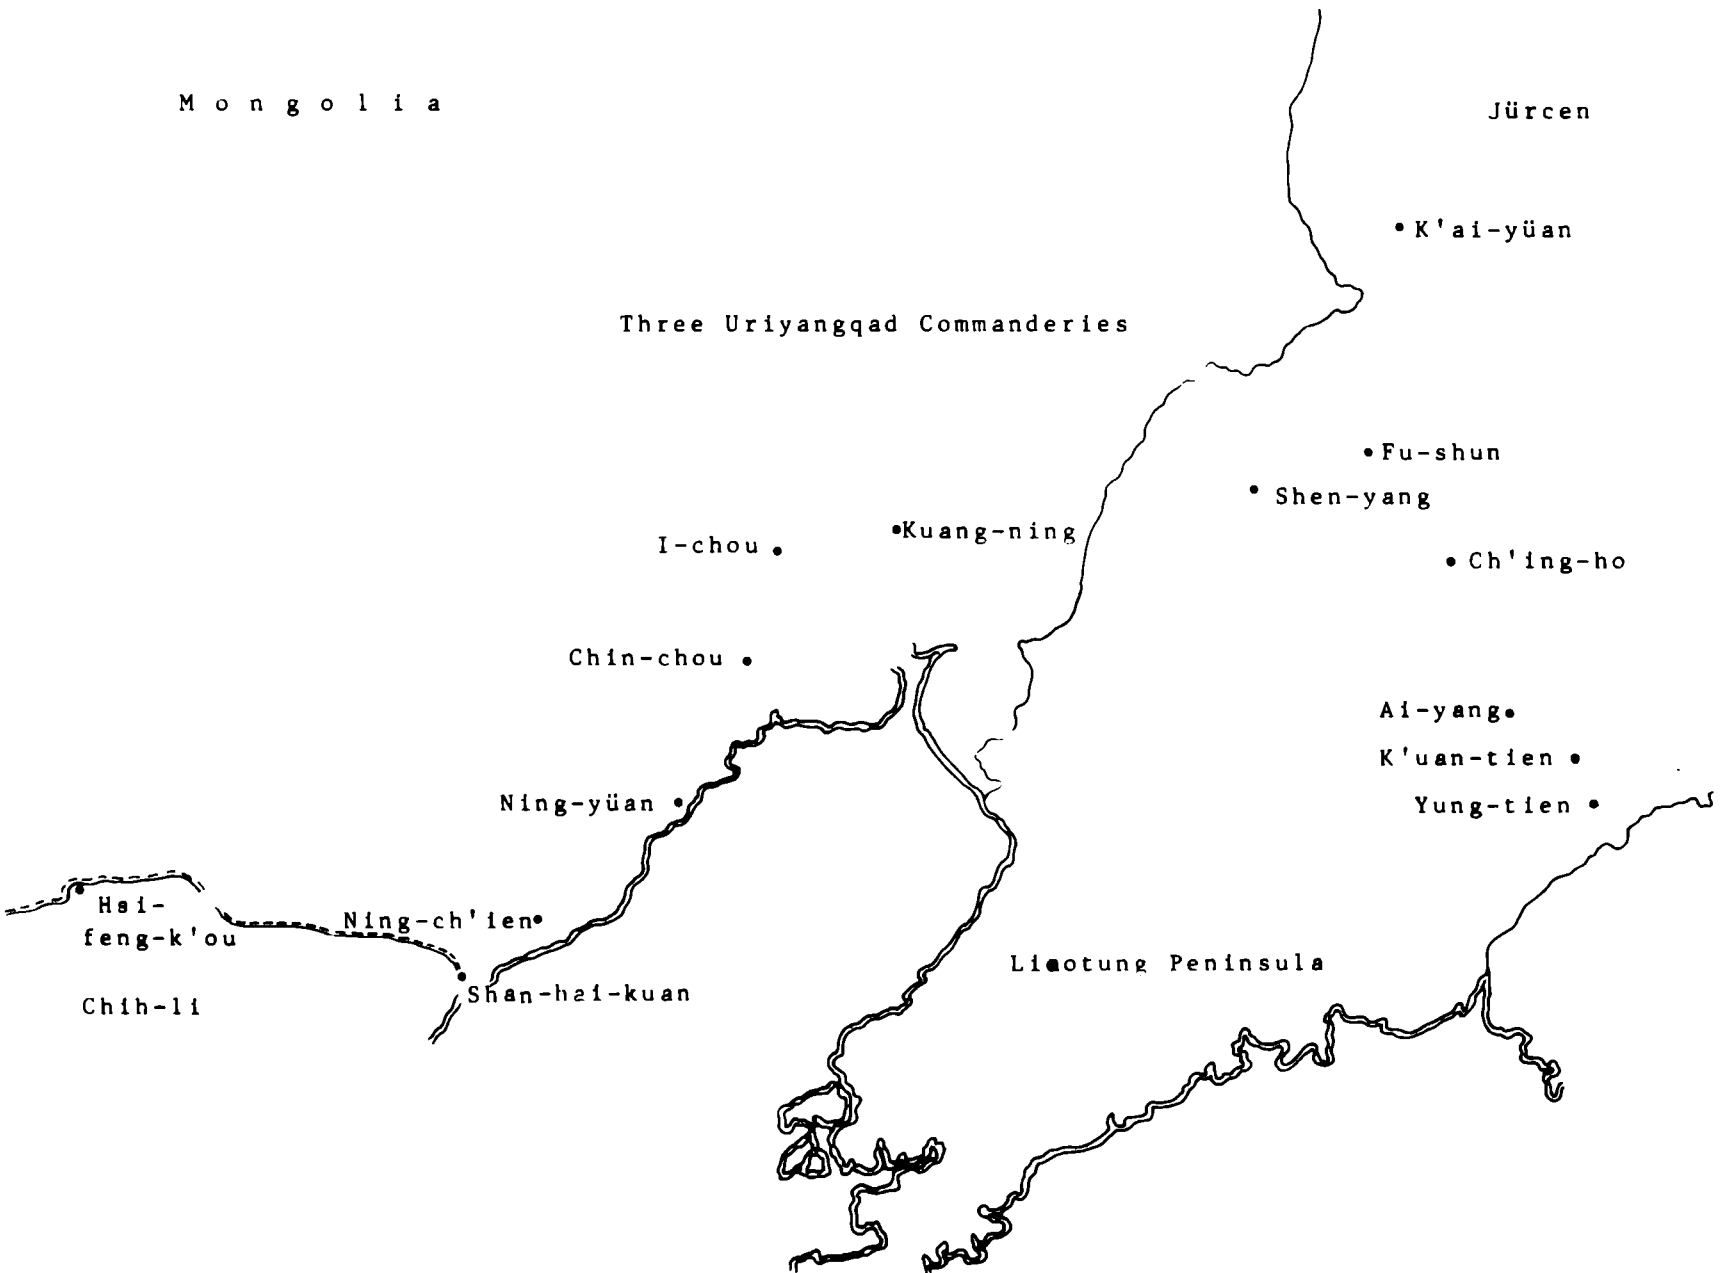 Mongolia
Jürcen
K'ai-yüan
Three Uriyangqad Commanderies
Fu-shun
Shen-yang
Kuang-ning
I-chou
Ch'ing-ho
Chin-chou
Ai-yang
K'uan-tien
Ning-yüan
Yung-tien
Hsi-
feng-k'ou
Ning-ch'ien
Liaotung Peninsula
Shan-hai-kuan
Chih-li